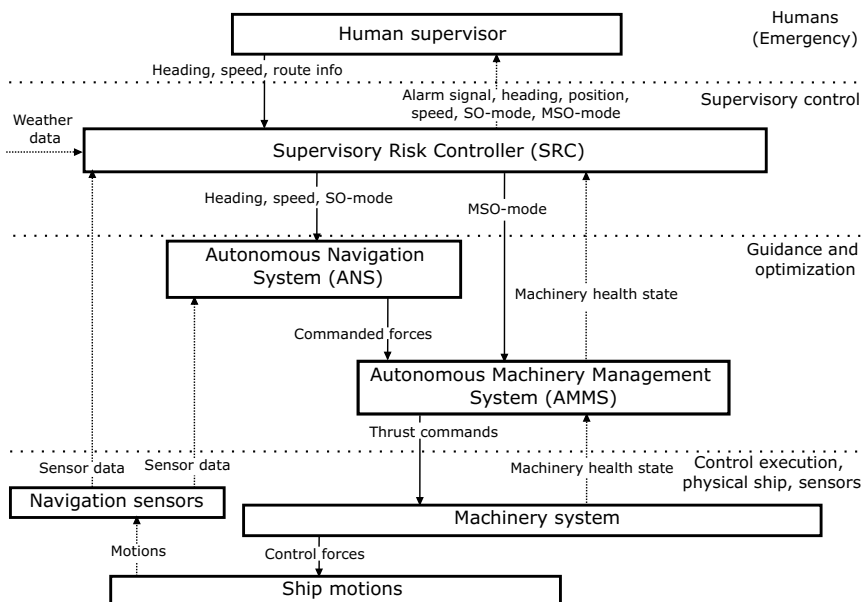 Humans
(Emergency)
Human supervisor
Heading, speed, route info
Alarm signal, heading, position,
speed, SO-mode, MSO-mode
Supervisory control
Weather
data
Supervisory Risk Controller (SRC)
Heading, speed, SO-mode
MSO-mode
Guidance and
optimization
Autonomous Navigation
System (ANS)
Machinery health state
Commanded forces
Autonomous Machinery Management
System (AMMS)
Thrust commands
Sensor data
Sensor data
Machinery health state
Control execution,
physical ship, sensors
Navigation sensors
Machinery system
Motions
Control forces
Ship motions